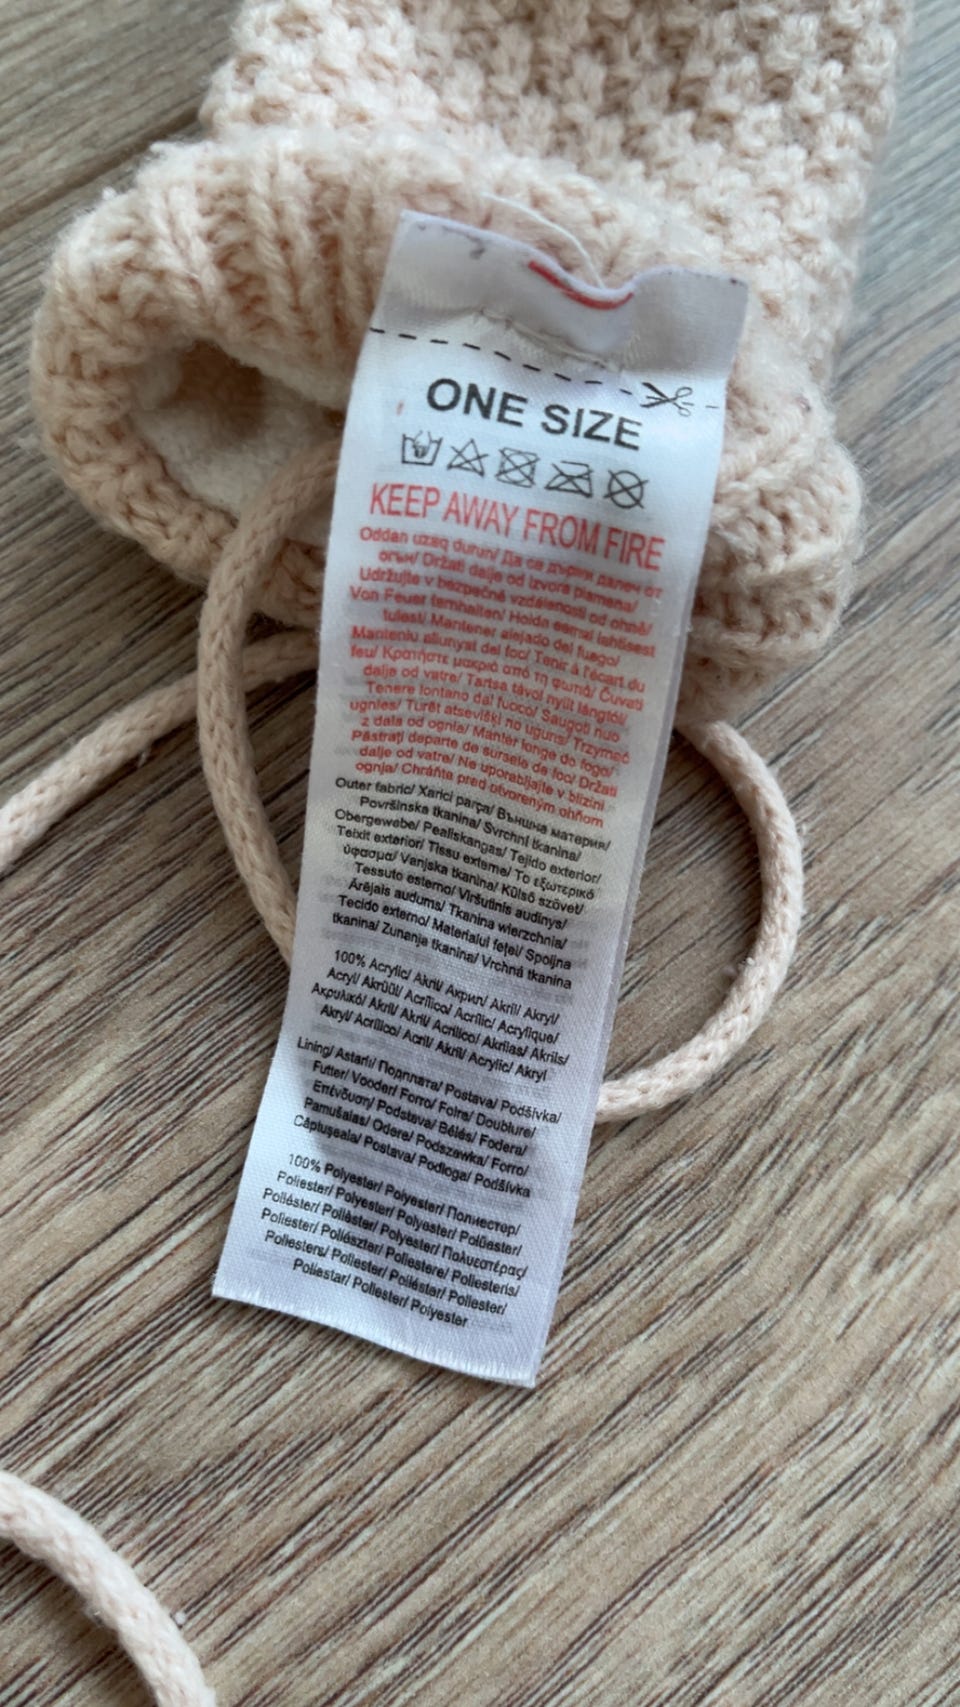 ONE SIZE
KEEP AWAY FROM FIRE
Oddan uzaq durun/ Да се държи далеч от
огън/ Držati dalje od izvora plamena/
Udržujte v bezpečné vzdálenosti od ohně/
Von Feuer fernhalten/ Hoida eemal lahtisest
tulest/ Mantener alejado del fuego/
Manteniu allunyat del foc/ Tenir à l'écart du
feu/ Κρατήστε μακριά από τη φωτιά/ Čuvati
dalje od vatre/ Tartsa távol nyílt lángtól/
Tenere lontano dal fuoco/ Saugoti nuo
ugnies/ Turēt atsevišķi no uguns/ Trzymać
z dala od ognia/ Manter longe do fogo/
Păstrați departe de sursele de foc/ Držati
dalje od vatre/ Ne uporabljajte v bližini
ognja/ Chráňte pred otvoreným ohňom
Outer fabric/ Xarici parça/ Външна материя/
Površinska tkanina/ Svrchní tkanina/
Obergewebe/ Pealiskangas/ Tejido exterior/
Teixit exterior/ Tissu externe/ Το εξωτερικό
ύφασμα/ Vanjska tkanina/ Külső szövet/
Tessuto esterno/ Viršutinis audinys/
Ārējais audums/ Tkanina wierzchnia/
Tecido externo/ Materialul feței/ Spoljna
tkanina/ Zunanja tkanina/ Vrchná tkanina
100% Acrylic/ Akril/ Акрил/ Akril/ Akryl/
Acryl/ Akrüül/ Acrílico/ Acrílic/ Acrylique/
Ακρυλικό/ Akril/ Akril/ Acrilico/ Akrilas/ Akrils/
Akryl/ Acrílico/ Acril/ Akril/ Acrylic/ Akryl
Lining/ Astarlı/ Подплата/ Postava/ Podšívka/
Futter/ Vooder/ Forro/ Folre/ Doublure/
Επένδυση/ Podstava/ Bélés/ Fodera/
Pamušalas/ Odere/ Podszewka/ Forro/
Căptușeala/ Postava/ Podloga/ Podšívka
100% Polyester/ Polyester/ Полиестер/
Poliester/ Polyester/ Polyester/ Polüester/
Poliéster/ Polièster/ Polyester/ Πολυεστέρας/
Poliester/ Poliészter/ Poliestere/ Poliesteris/
Poliesters/ Poliester/ Poliéster/ Poliester/
Poliestar/ Poliester/ Polyester